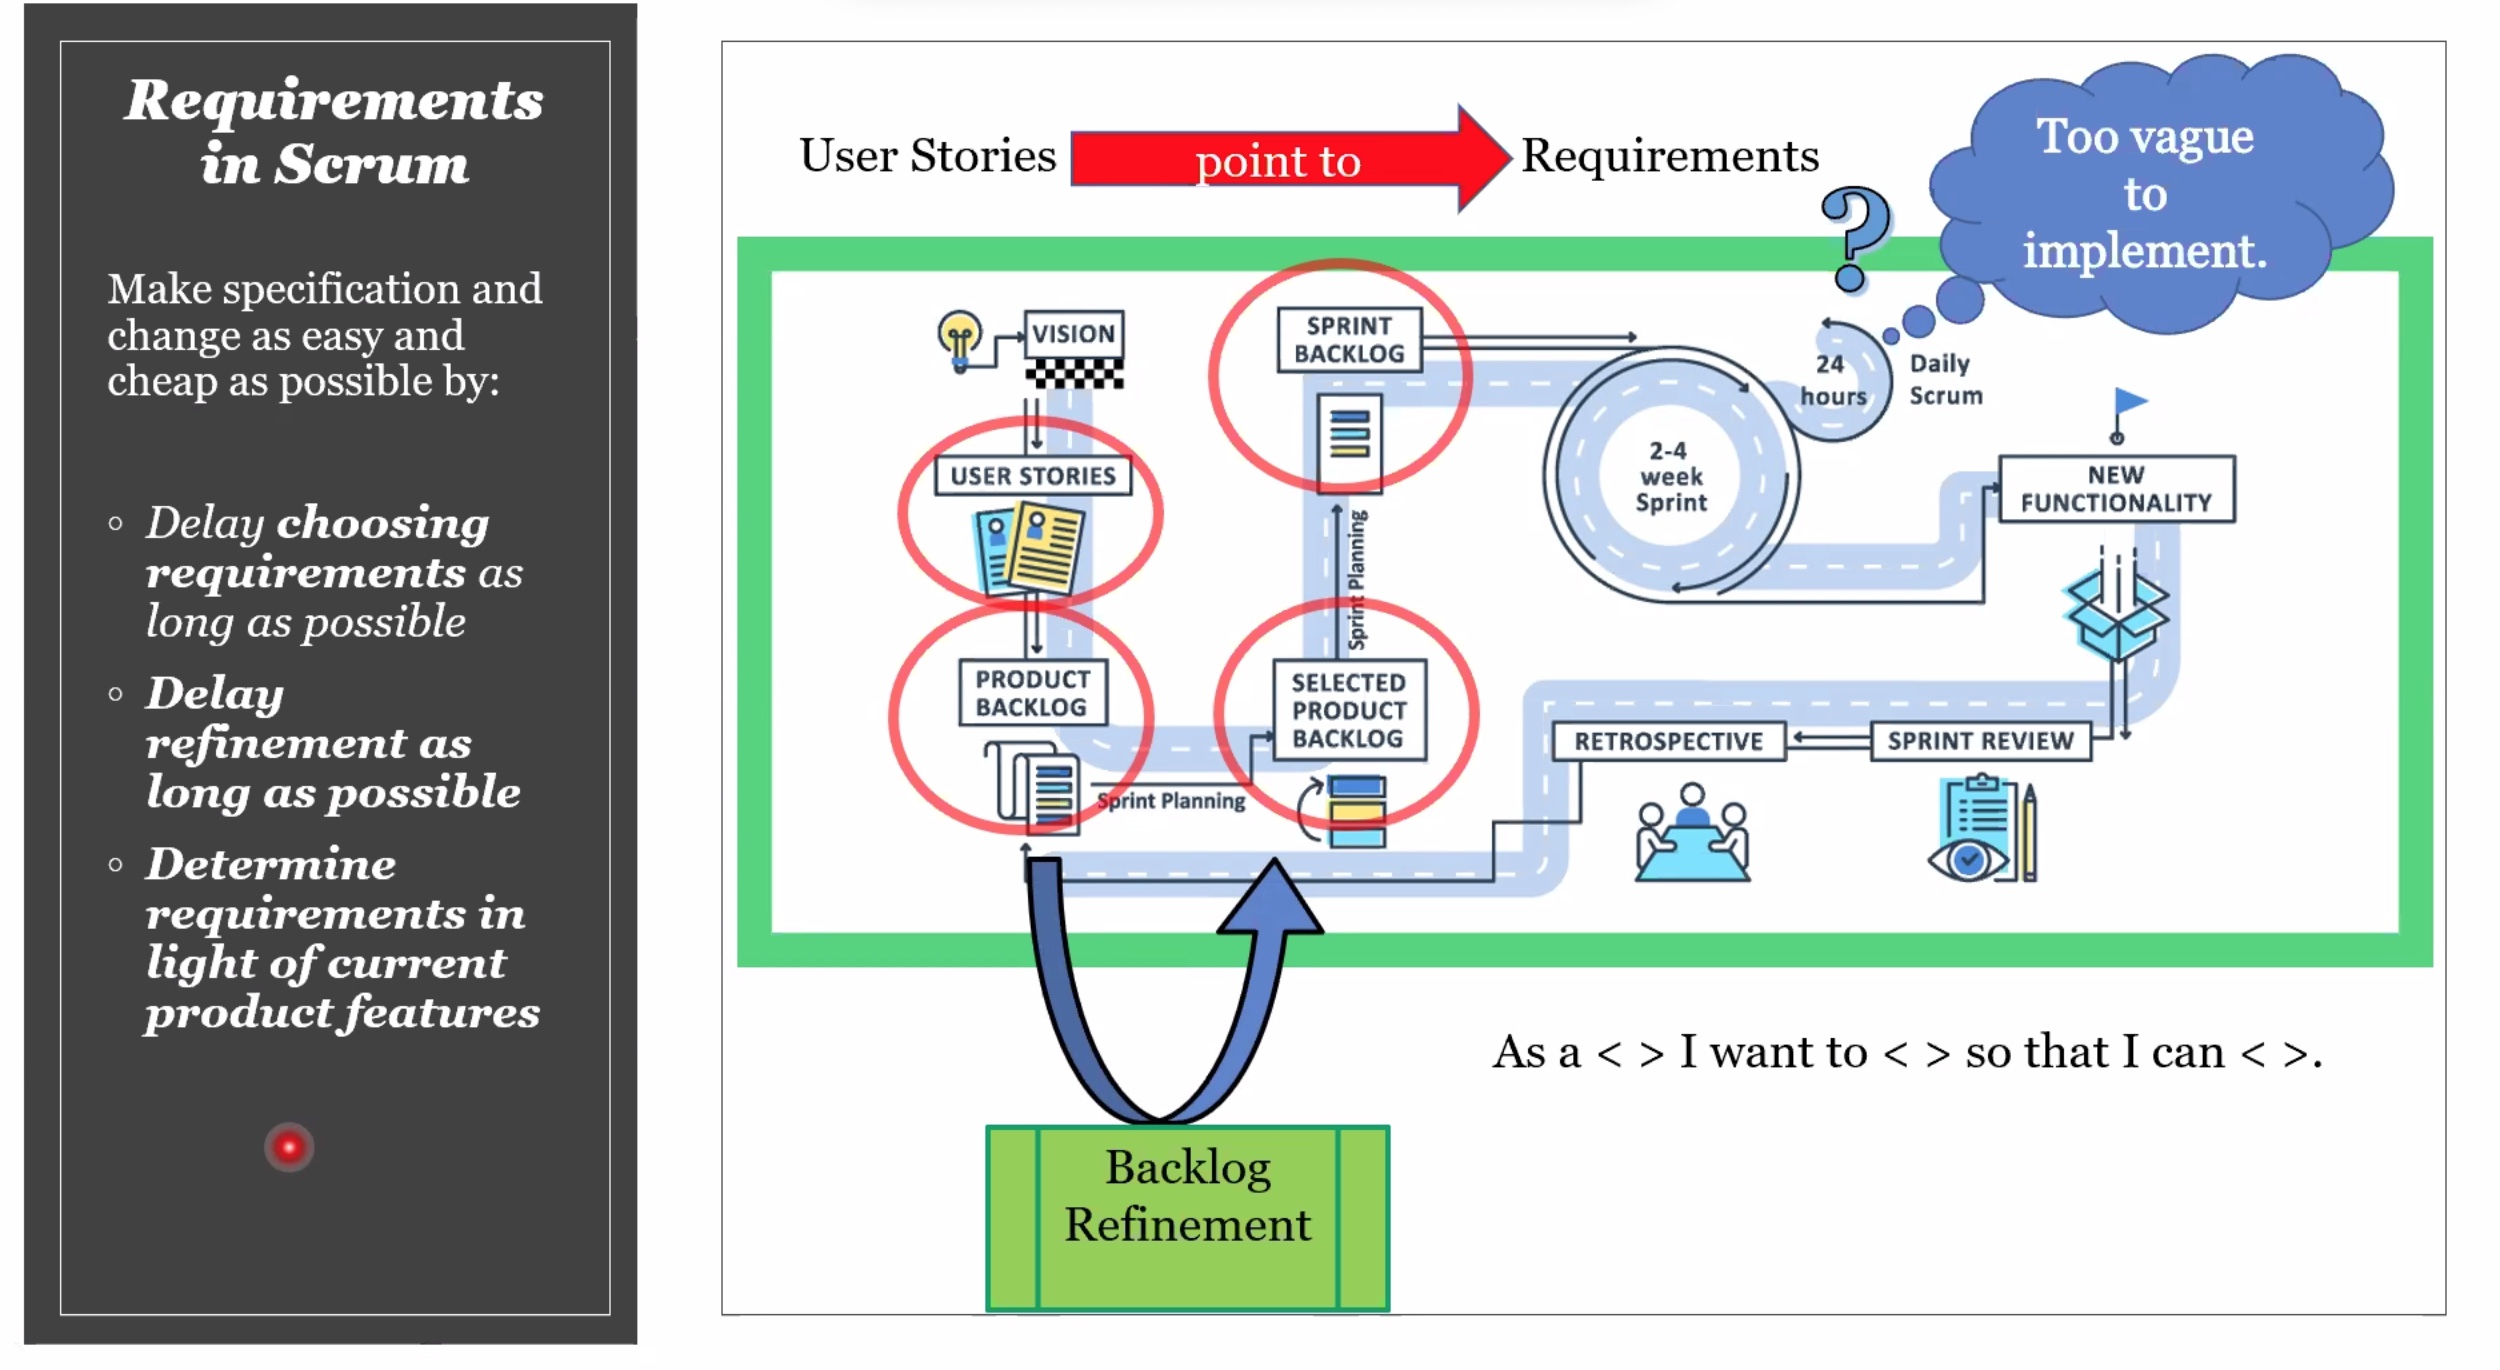 Requirements
in Scrum
Make specification and
change as easy and
cheap as possible by:
Delay choosing
requirements as
long as possible
Delay
refinement as
long as possible
Determine
requirements in
light of current
product features
User Stories
point to
Requirements
?
Too vague
to
implement.
VISION
USER STORIES
PRODUCT
BACKLOG
Sprint Planning
SELECTED
PRODUCT
BACKLOG
Sprint Planning
SPRINT
BACKLOG
2-4
week
Sprint
24
hours
Daily
Scrum
NEW
FUNCTIONALITY
SPRINT REVIEW
RETROSPECTIVE
As a < > I want to < > so that I can < >.
Backlog
Refinement